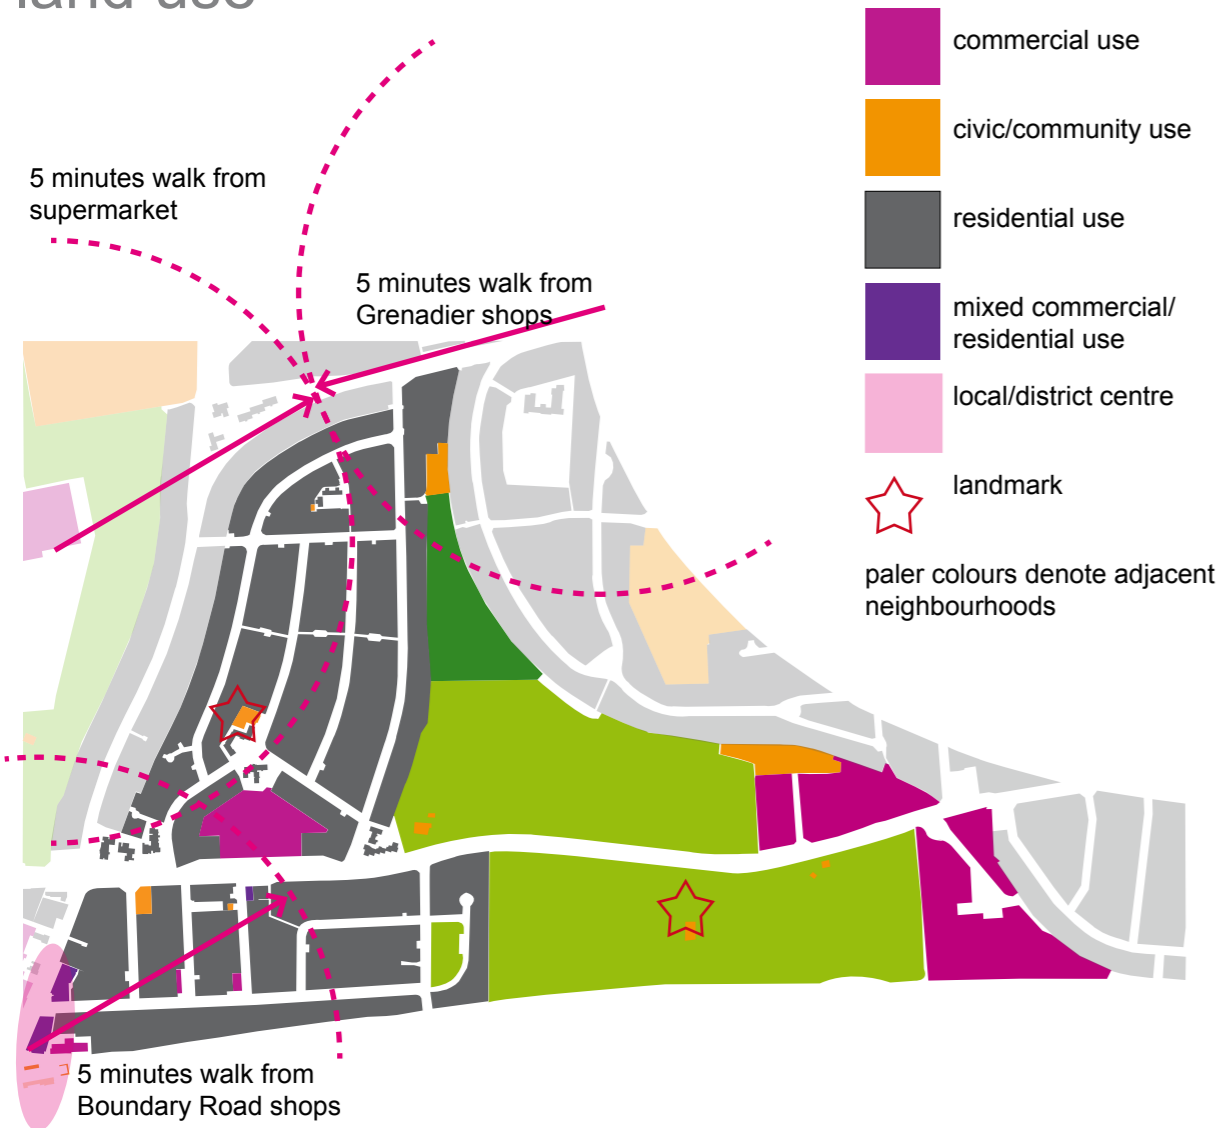 land use
commercial use
civic/community use
5 minutes walk from
supermarket
residential use
5 minutes walk from
Grenadier shops
mixed commercial/
residential use
local/district centre
landmark
paler colours denote adjacent
neighbourhoods
5 minutes walk from
Boundary Road shops